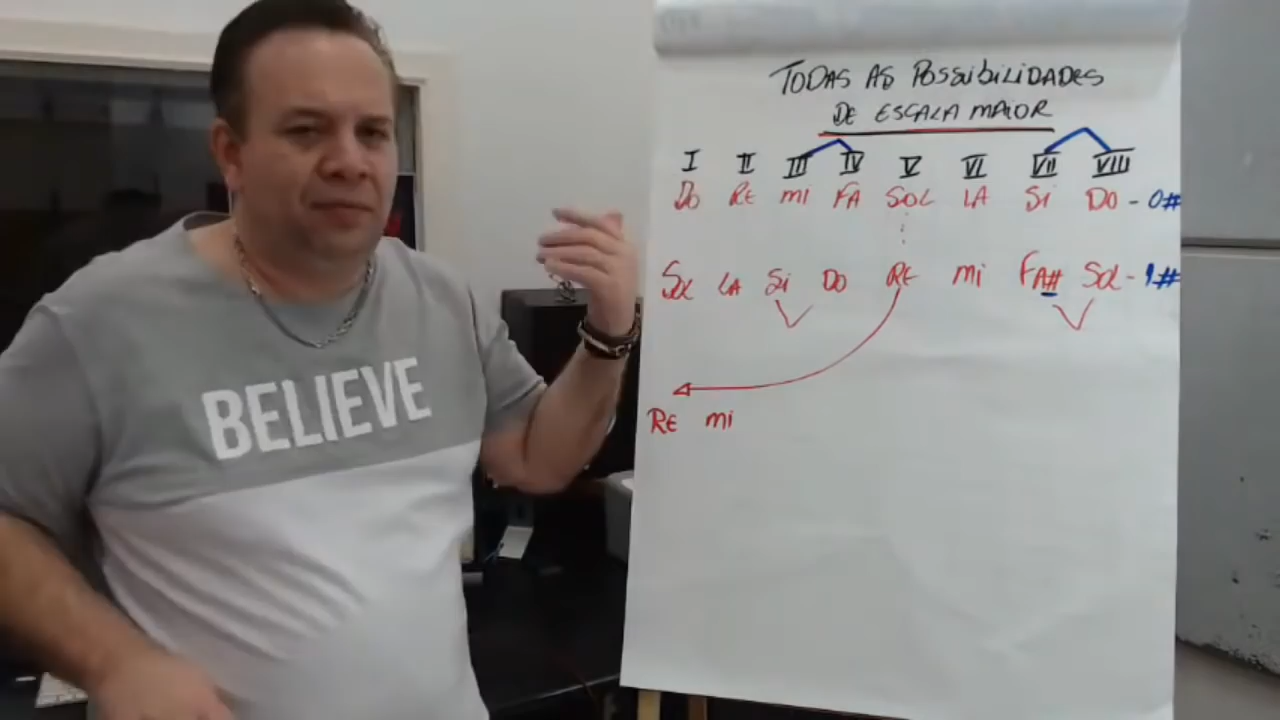 TODAS AS POSSUIBILIDADES
DE ESCALA MAIOR
I II III IV V VI VII VIII
DO RE mi FA SOL LA Si DO - 0#
SOL LA Si DO RE mi FA# SOL - 1#
RE mi
BELIEVE